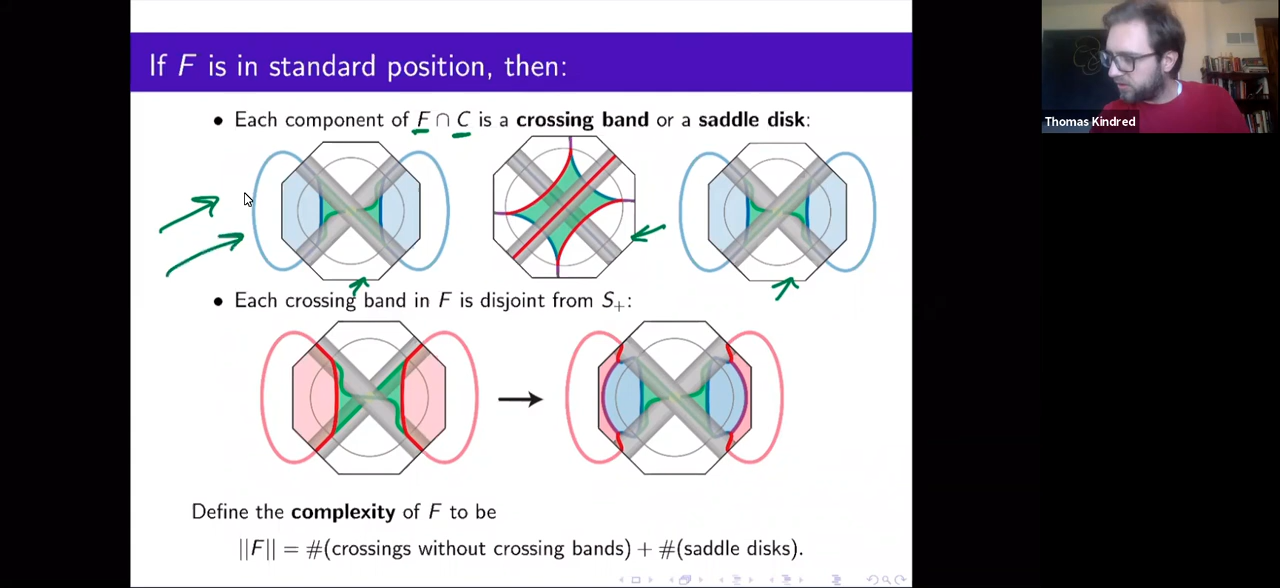 If F is in standard position, then:
• Each component of F ∩ C is a crossing band or a saddle disk:
• Each crossing band in F is disjoint from S₊:
Define the complexity of F to be
||F|| = #(crossings without crossing bands) + #(saddle disks).
Thomas Kindred